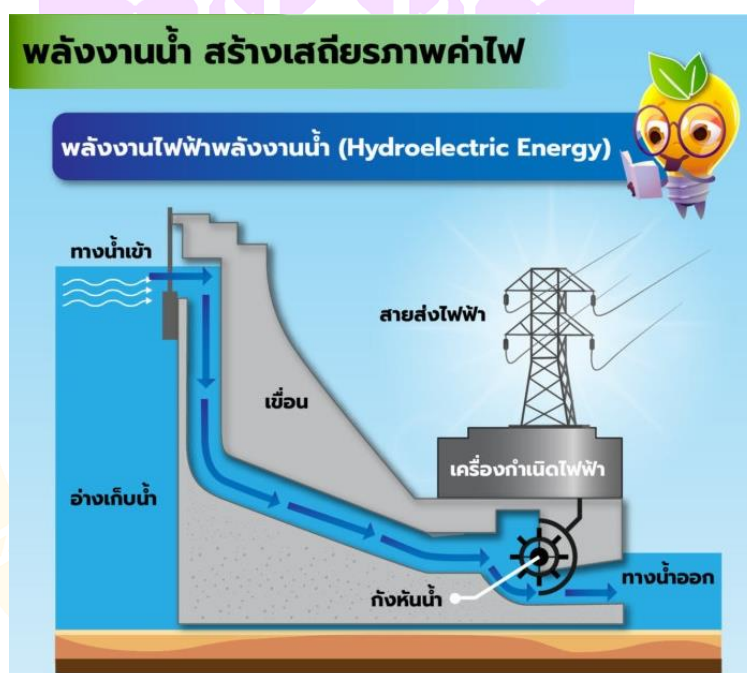 พลังงานน้ำ สร้างเสถียรภาพค่าไฟ
พลังงานไฟฟ้าพลังงานน้ำ (Hydroelectric Energy)
ทางน้ำเข้า
สายส่งไฟฟ้า
เขื่อน
เครื่องกำเนิดไฟฟ้า
อ่างเก็บน้ำ
ทางน้ำออก
กังหันน้ำ